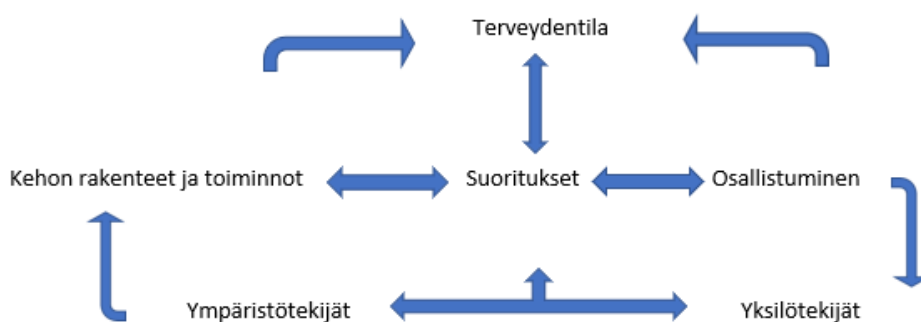 Terveydentila
Kehon rakenteet ja toiminnot
Suoritukset
Osallistuminen
Ympäristötekijät
Yksilötekijät